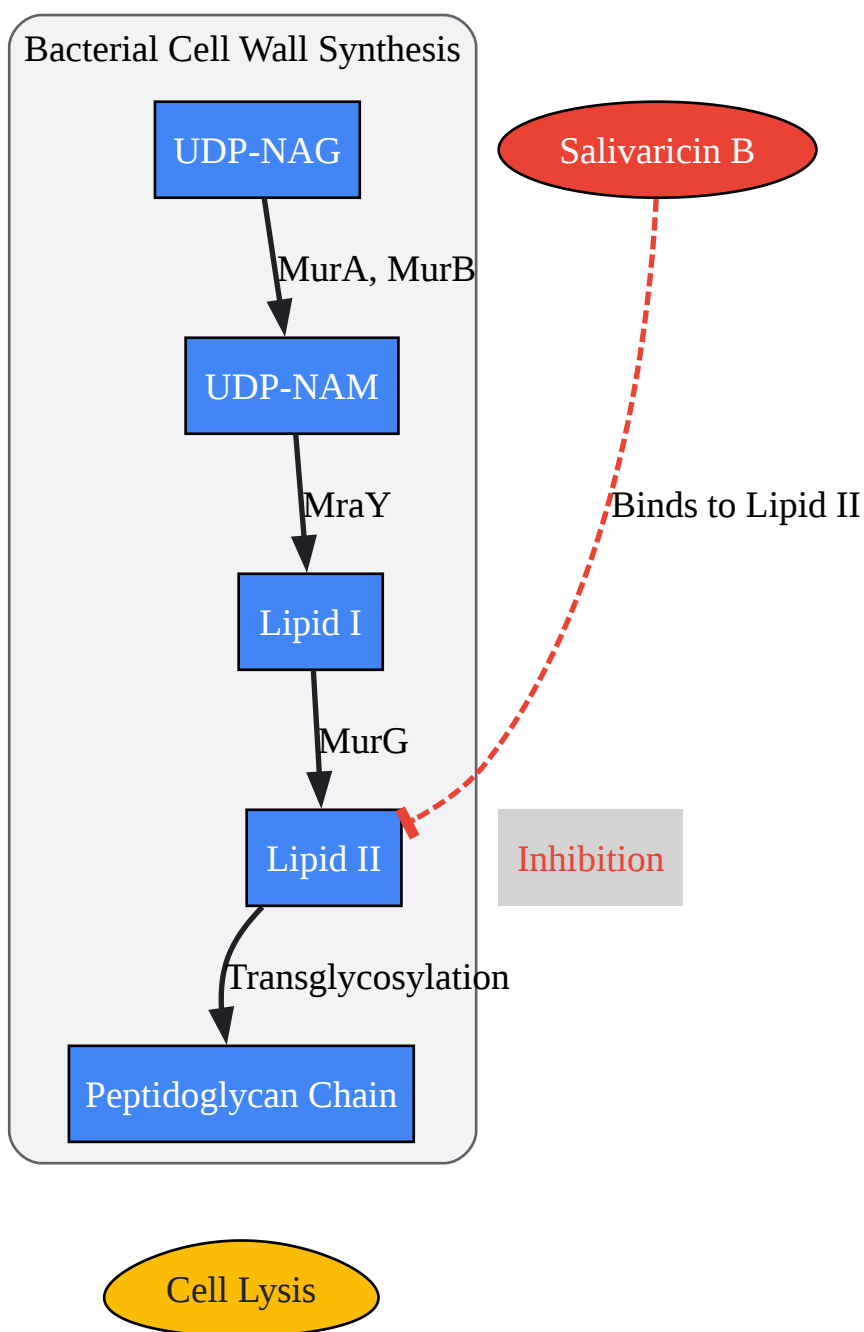 Bacterial Cell Wall Synthesis
UDP-NAG
Salivaricin B
MurA, MurB
UDP-NAM
MraY
Binds to Lipid II
Lipid I
MurG
Lipid II
Inhibition
Transglycosylation
Peptidoglycan Chain
Cell Lysis